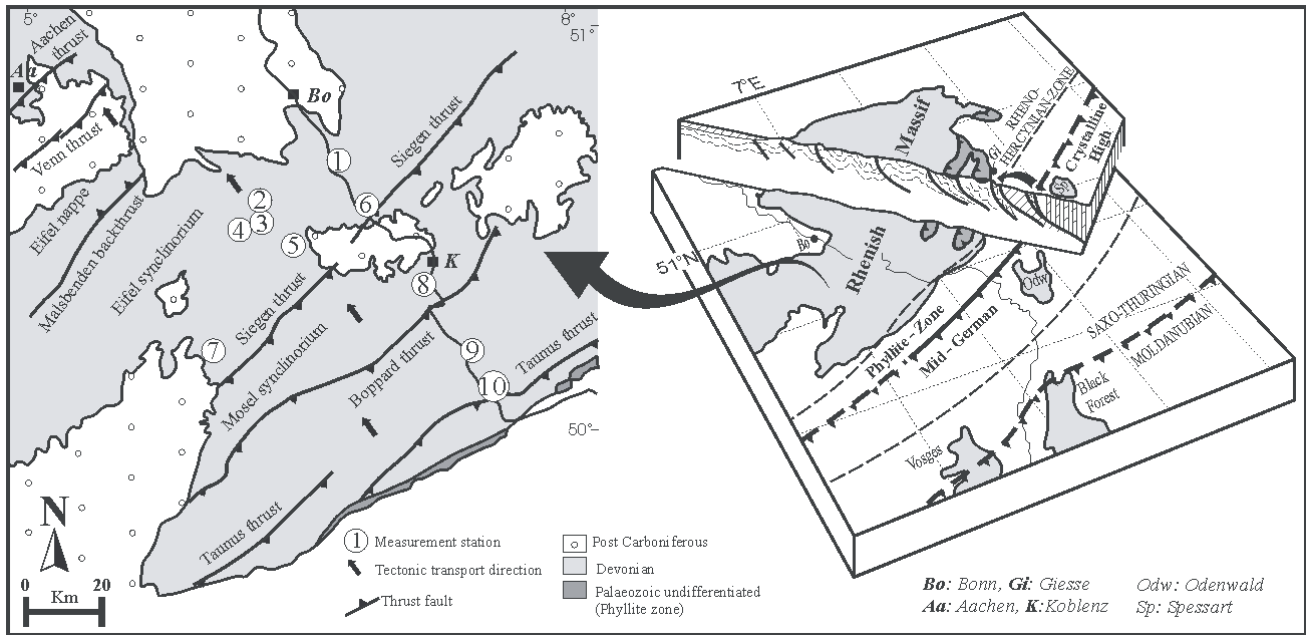 5°
8°
51°
Aachen
thrust
Aa
Bo
Venn thrust
Siegen thrust
1
2
3
4
5
6
Eifel nappe
Malsbenden backthrust
Eifel synclinorium
K
8
Siegen thrust
7
Mosel synclinorium
Boppard thrust
9
Taunus thrust
10
50°
Taunus thrust
N
0 20
Km
1 Measurement station
Tectonic transport direction
Thrust fault
Post Carboniferous
Devonian
Palaeozoic undifferentiated
(Phyllite zone)
7°E
Massif
Gi
RHENO-
HERCYNIAN ZONE
Crystalline
High
Sp
51°N
Bo
Rhenish
Odw
Phyllite - Zone
Mid - German
SAXO-THURINGIAN
MOLDANUBIAN
Black
Forest
Vosges
Bo: Bonn, Gi: Giesse
Aa: Aachen, K:Koblenz
Odw: Odenwald
Sp: Spessart